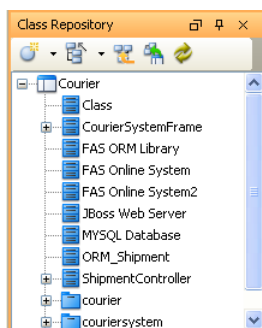 Class Repository
Courier
Class
CourierSystemFrame
FAS ORM Library
FAS Online System
FAS Online System2
JBoss Web Server
MYSQL Database
ORM_Shipment
ShipmentController
courier
couriersystem